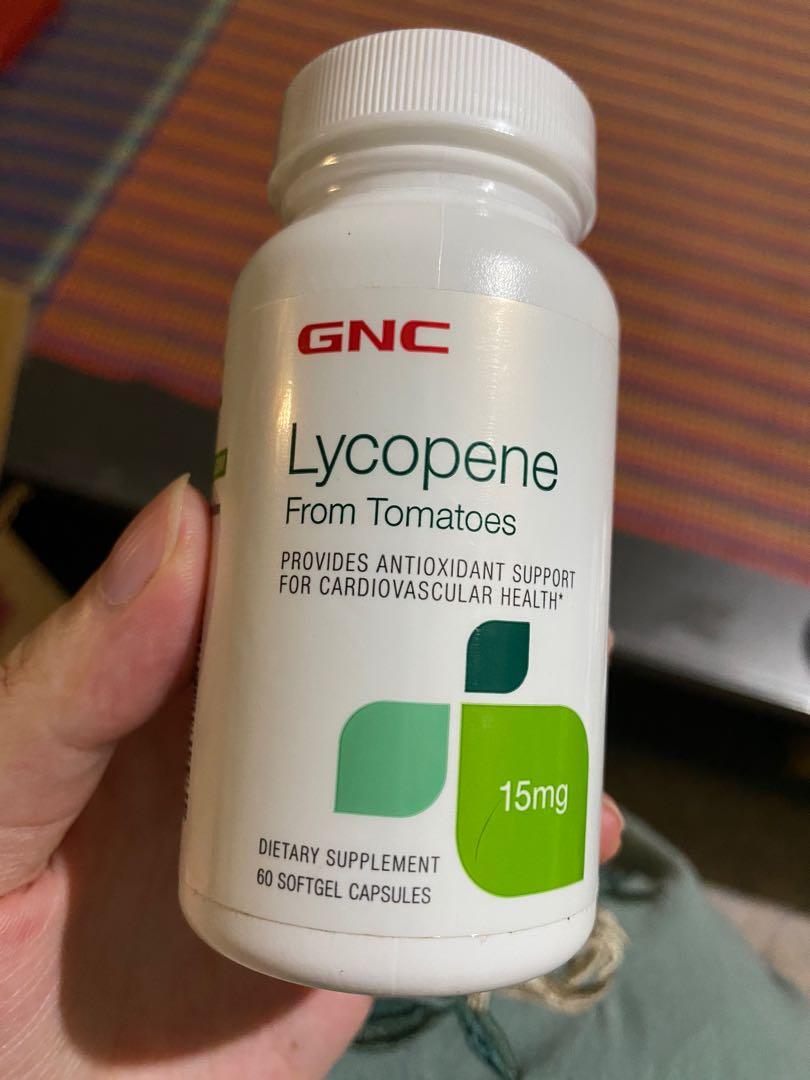 GNC
Lycopene
From Tomatoes
PROVIDES ANTIOXIDANT SUPPORT
FOR CARDIOVASCULAR HEALTH*
15mg
DIETARY SUPPLEMENT
60 SOFTGEL CAPSULES